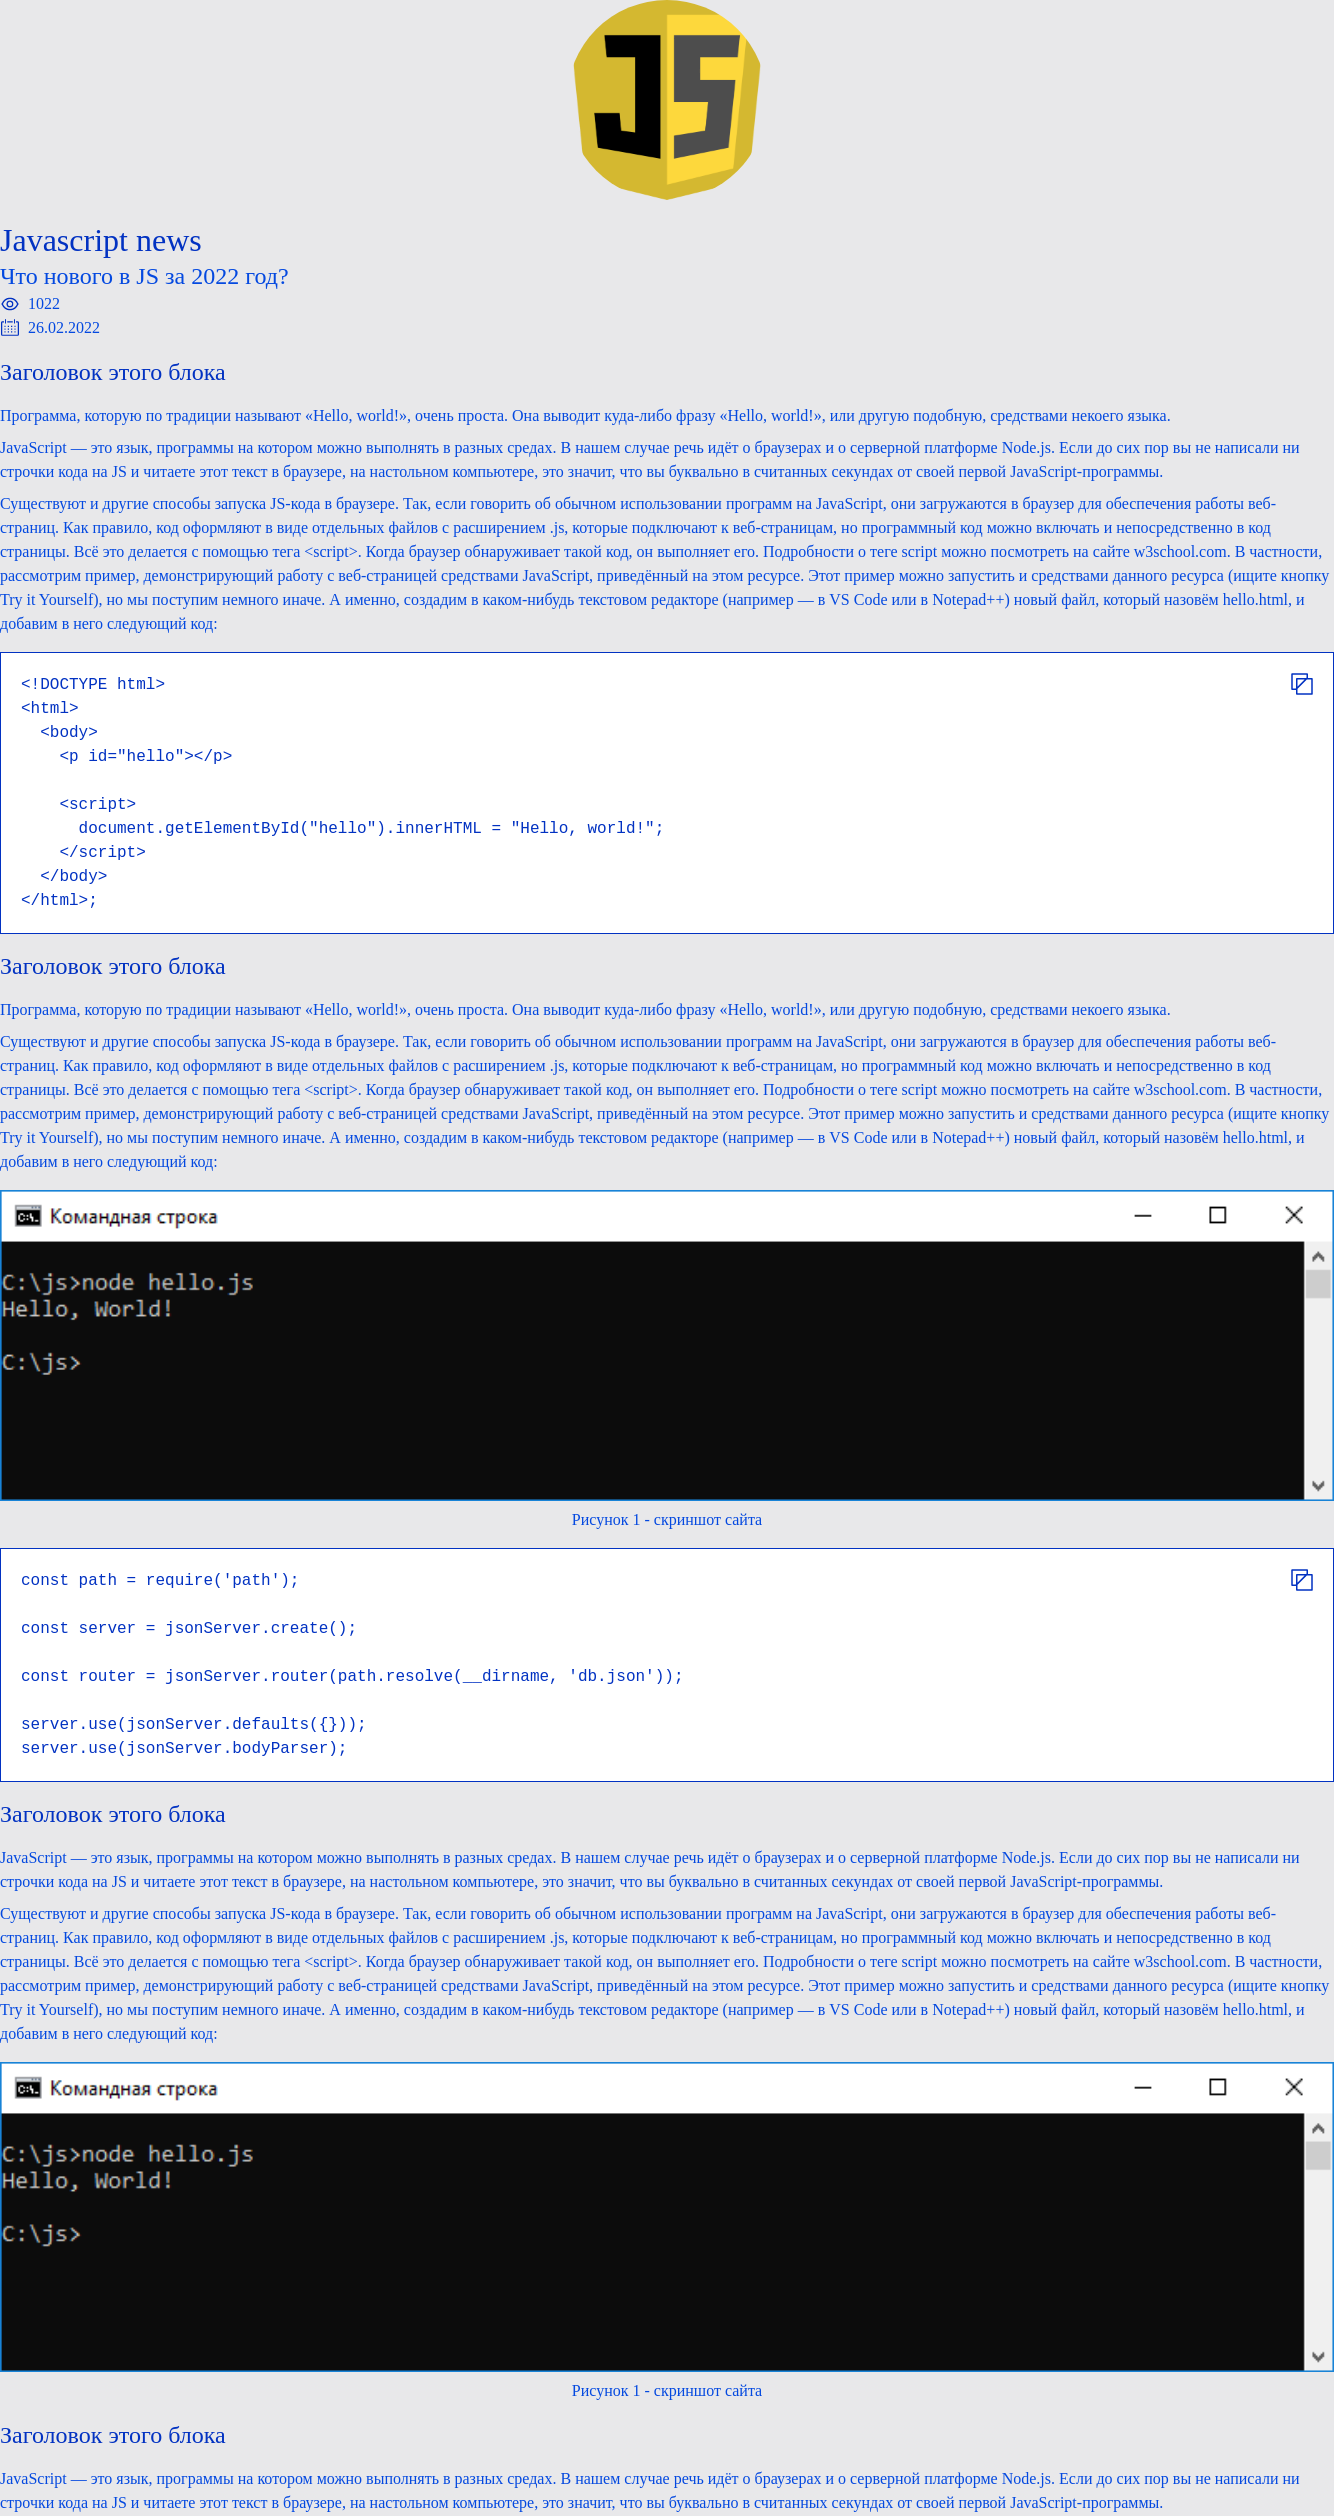 JS
Javascript news
Что нового в JS за 2022 год?
1022
26.02.2022
Заголовок этого блока
Программа, которую по традиции называют «Hello, world!», очень проста. Она выводит куда-либо фразу «Hello, world!», или другую подобную, средствами некоего языка.
JavaScript — это язык, программы на котором можно выполнять в разных средах. В нашем случае речь идёт о браузерах и о серверной платформе Node.js. Если до сих пор вы не написали ни
строчки кода на JS и читаете этот текст в браузере, на настольном компьютере, это значит, что вы буквально в считанных секундах от своей первой JavaScript-программы.
Существуют и другие способы запуска JS-кода в браузере. Так, если говорить об обычном использовании программ на JavaScript, они загружаются в браузер для обеспечения работы веб-
страниц. Как правило, код оформляют в виде отдельных файлов с расширением .js, которые подключают к веб-страницам, но программный код можно включать и непосредственно в код
страницы. Всё это делается с помощью тега <script>. Когда браузер обнаруживает такой код, он выполняет его. Подробности о теге script можно посмотреть на сайте w3school.com. В частности,
рассмотрим пример, демонстрирующий работу с веб-страницей средствами JavaScript, приведённый на этом ресурсе. Этот пример можно запустить и средствами данного ресурса (ищите кнопку
Try it Yourself), но мы поступим немного иначе. А именно, создадим в каком-нибудь текстовом редакторе (например — в VS Code или в Notepad++) новый файл, который назовём hello.html, и
добавим в него следующий код:
<!DOCTYPE html>
<html>
  <body>
    <p id="hello"></p>

    <script>
      document.getElementById("hello").innerHTML = "Hello, world!";
    </script>
  </body>
</html>;
Заголовок этого блока
Программа, которую по традиции называют «Hello, world!», очень проста. Она выводит куда-либо фразу «Hello, world!», или другую подобную, средствами некоего языка.
Существуют и другие способы запуска JS-кода в браузере. Так, если говорить об обычном использовании программ на JavaScript, они загружаются в браузер для обеспечения работы веб-
страниц. Как правило, код оформляют в виде отдельных файлов с расширением .js, которые подключают к веб-страницам, но программный код можно включать и непосредственно в код
страницы. Всё это делается с помощью тега <script>. Когда браузер обнаруживает такой код, он выполняет его. Подробности о теге script можно посмотреть на сайте w3school.com. В частности,
рассмотрим пример, демонстрирующий работу с веб-страницей средствами JavaScript, приведённый на этом ресурсе. Этот пример можно запустить и средствами данного ресурса (ищите кнопку
Try it Yourself), но мы поступим немного иначе. А именно, создадим в каком-нибудь текстовом редакторе (например — в VS Code или в Notepad++) новый файл, который назовём hello.html, и
добавим в него следующий код:
C:\. Командная строка
C:\js>node hello.js
Hello, World!
C:\js>
Рисунок 1 - скриншот сайта
const path = require('path');

const server = jsonServer.create();

const router = jsonServer.router(path.resolve(__dirname, 'db.json'));

server.use(jsonServer.defaults({}));
server.use(jsonServer.bodyParser);
Заголовок этого блока
JavaScript — это язык, программы на котором можно выполнять в разных средах. В нашем случае речь идёт о браузерах и о серверной платформе Node.js. Если до сих пор вы не написали ни
строчки кода на JS и читаете этот текст в браузере, на настольном компьютере, это значит, что вы буквально в считанных секундах от своей первой JavaScript-программы.
Существуют и другие способы запуска JS-кода в браузере. Так, если говорить об обычном использовании программ на JavaScript, они загружаются в браузер для обеспечения работы веб-
страниц. Как правило, код оформляют в виде отдельных файлов с расширением .js, которые подключают к веб-страницам, но программный код можно включать и непосредственно в код
страницы. Всё это делается с помощью тега <script>. Когда браузер обнаруживает такой код, он выполняет его. Подробности о теге script можно посмотреть на сайте w3school.com. В частности,
рассмотрим пример, демонстрирующий работу с веб-страницей средствами JavaScript, приведённый на этом ресурсе. Этот пример можно запустить и средствами данного ресурса (ищите кнопку
Try it Yourself), но мы поступим немного иначе. А именно, создадим в каком-нибудь текстовом редакторе (например — в VS Code или в Notepad++) новый файл, который назовём hello.html, и
добавим в него следующий код:
C:\. Командная строка
C:\js>node hello.js
Hello, World!
C:\js>
Рисунок 1 - скриншот сайта
Заголовок этого блока
JavaScript — это язык, программы на котором можно выполнять в разных средах. В нашем случае речь идёт о браузерах и о серверной платформе Node.js. Если до сих пор вы не написали ни
строчки кода на JS и читаете этот текст в браузере, на настольном компьютере, это значит, что вы буквально в считанных секундах от своей первой JavaScript-программы.